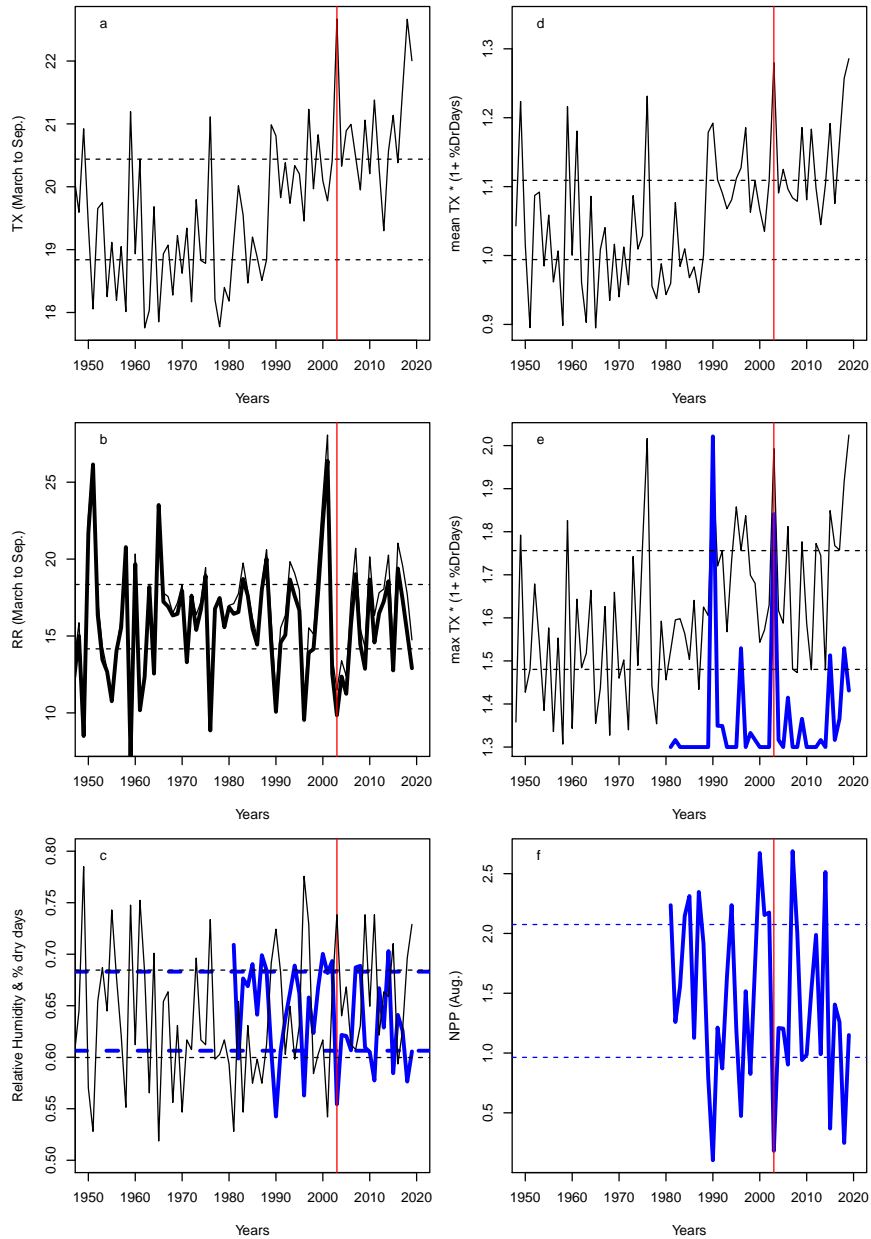 a
TX (March to Sep.)
22
21
20
19
18
1950 1960 1970 1980 1990 2000 2010 2020
Years
d
mean TX * (1+ %DrDays)
1.3
1.2
1.1
1.0
0.9
1950 1960 1970 1980 1990 2000 2010 2020
Years
b
RR (March to Sep.)
25
20
15
10
1950 1960 1970 1980 1990 2000 2010 2020
Years
e
max TX * (1+ %DrDays)
2.0
1.9
1.8
1.7
1.6
1.5
1.4
1.3
1950 1960 1970 1980 1990 2000 2010 2020
Years
c
Relative Humidity & % dry days
0.80
0.75
0.70
0.65
0.60
0.55
0.50
1950 1960 1970 1980 1990 2000 2010 2020
Years
f
NPP (Aug.)
2.5
2.0
1.5
1.0
0.5
1950 1960 1970 1980 1990 2000 2010 2020
Years